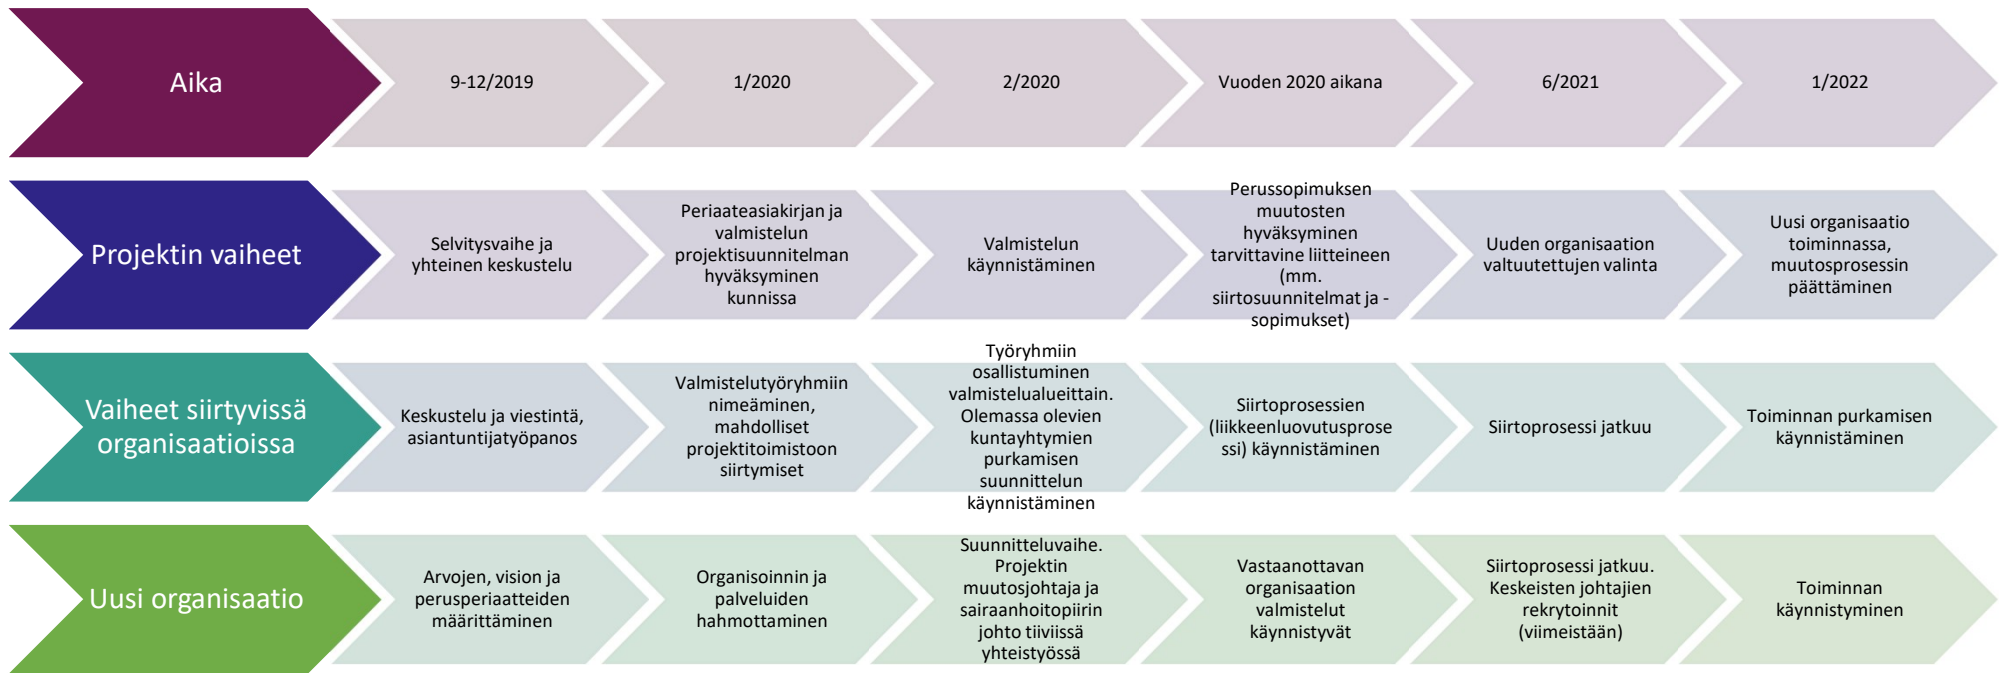 Aika
9-12/2019
1/2020
2/2020
Vuoden 2020 aikana
6/2021
1/2022
Projektin vaiheet
Selvitysvaihe ja
yhteinen keskustelu
Periaateasiakirjan ja
valmistelun
projektisuunnitelman
hyväksyminen
kunnissa
Valmistelun
käynnistäminen
Perussopimuksen
muutosten
hyväksyminen
tarvittavine liitteineen
(mm.
siirtosuunnitelmat ja -
sopimukset)
Uuden organisaation
valtuutettujen valinta
Uusi organisaatio
toiminnassa,
muutosprosessin
päättäminen
Vaiheet siirtyvissä
organisaatioissa
Keskustelu ja viestintä,
asiantuntijatyöpanos
Valmistelutyöryhmiin
nimeäminen,
mahdolliset
projektitoimistoon
siirtymiset
Työryhmiin
osallistuminen
valmistelualueittain.
Olemassa olevien
kuntayhtymien
purkamisen
suunnittelun
käynnistäminen
Siirtoprosessien
(liikkeenluovutusprose
ssi) käynnistäminen
Siirtoprosessi jatkuu
Toiminnan purkamisen
käynnistäminen
Uusi organisaatio
Arvojen, vision ja
perusperiaatteiden
määrittäminen
Organisoinnin ja
palveluiden
hahmottaminen
Suunnitteluvaihe.
Projektin
muutosjohtaja ja
sairaanhoitopiirin
johto tiiviissä
yhteistyössä
Vastaanottavan
organisaation
valmistelut
käynnistyvät
Siirtoprosessi jatkuu.
Keskeisten johtajien
rekrytoinnit
(viimeistään)
Toiminnan
käynnistyminen